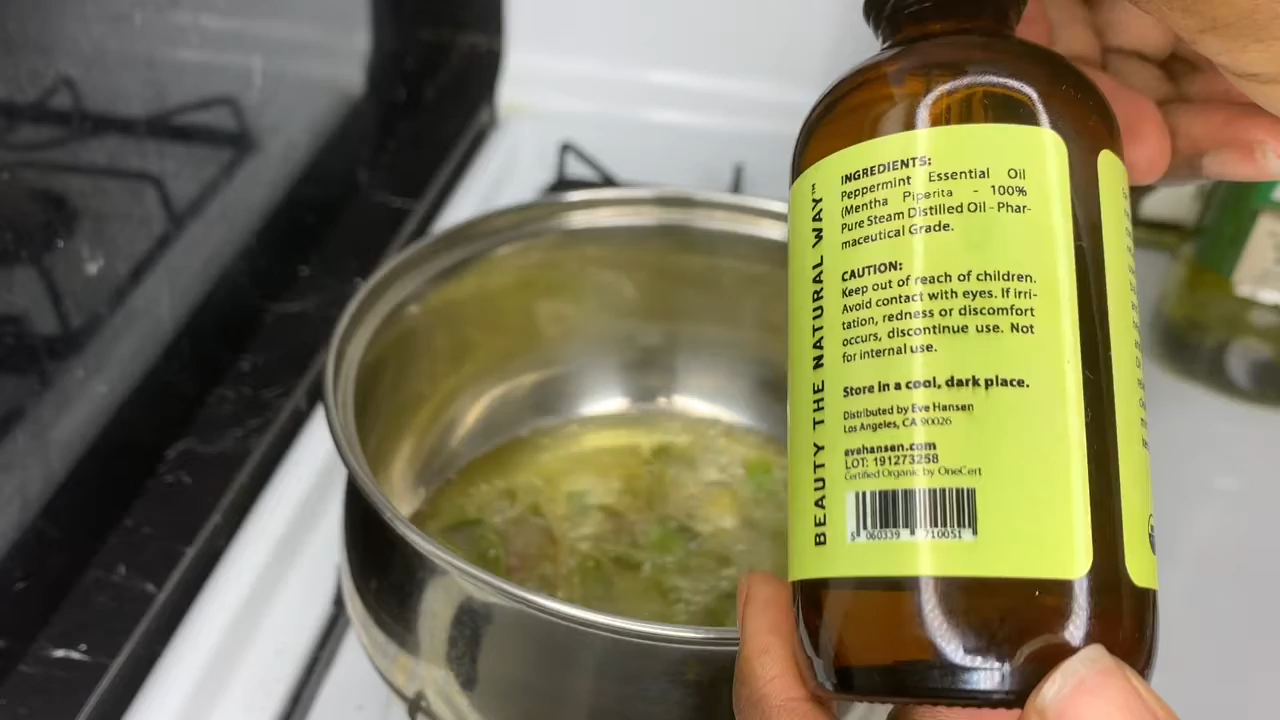 BEAUTY THE NATURAL WAY™
INGREDIENTS:
Peppermint Essential Oil
(Mentha Piperita - 100%
Pure Steam Distilled Oil - Phar-
maceutical Grade.
CAUTION:
Keep out of reach of children.
Avoid contact with eyes. If irri-
tation, redness or discomfort
occurs, discontinue use. Not
for internal use.
Store in a cool, dark place.
Distributed by Eve Hansen
Los Angeles, CA 90026
evehansen.com
LOT: 191273258
Certified Organic by OneCert
5 060339 710051